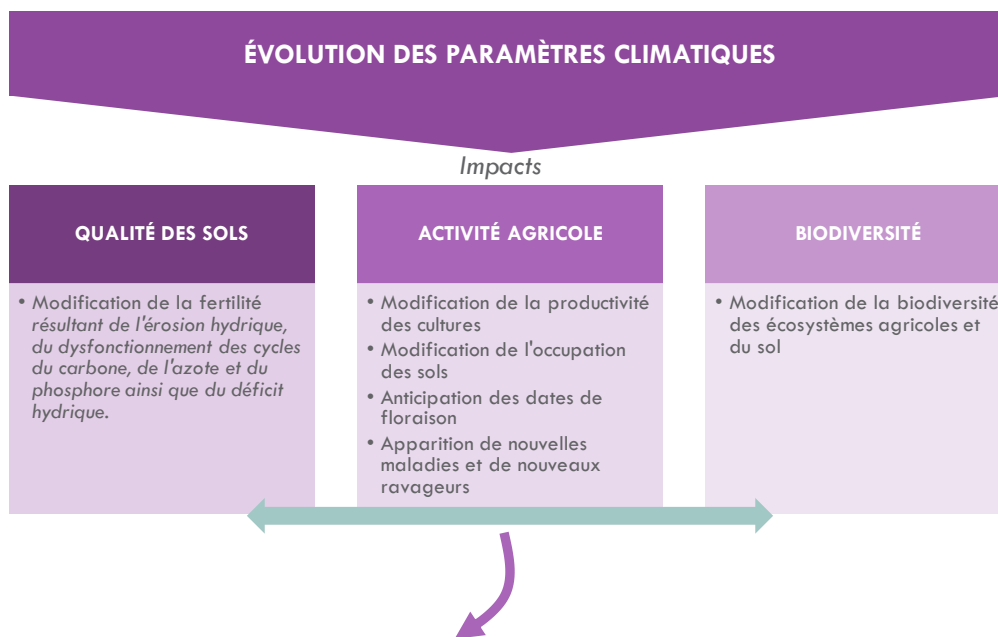 ÉVOLUTION DES PARAMÈTRES CLIMATIQUES
Impacts
QUALITÉ DES SOLS
• Modification de la fertilité
résultant de l'érosion hydrique,
du dysfonctionnement des cycles
du carbone, de l'azote et du
phosphore ainsi que du déficit
hydrique.
ACTIVITÉ AGRICOLE
• Modification de la productivité
des cultures
• Modification de l'occupation
des sols
• Anticipation des dates de
floraison
• Apparition de nouvelles
maladies et de nouveaux
ravageurs
BIODIVERSITÉ
• Modification de la biodiversité
des écosystèmes agricoles et
du sol